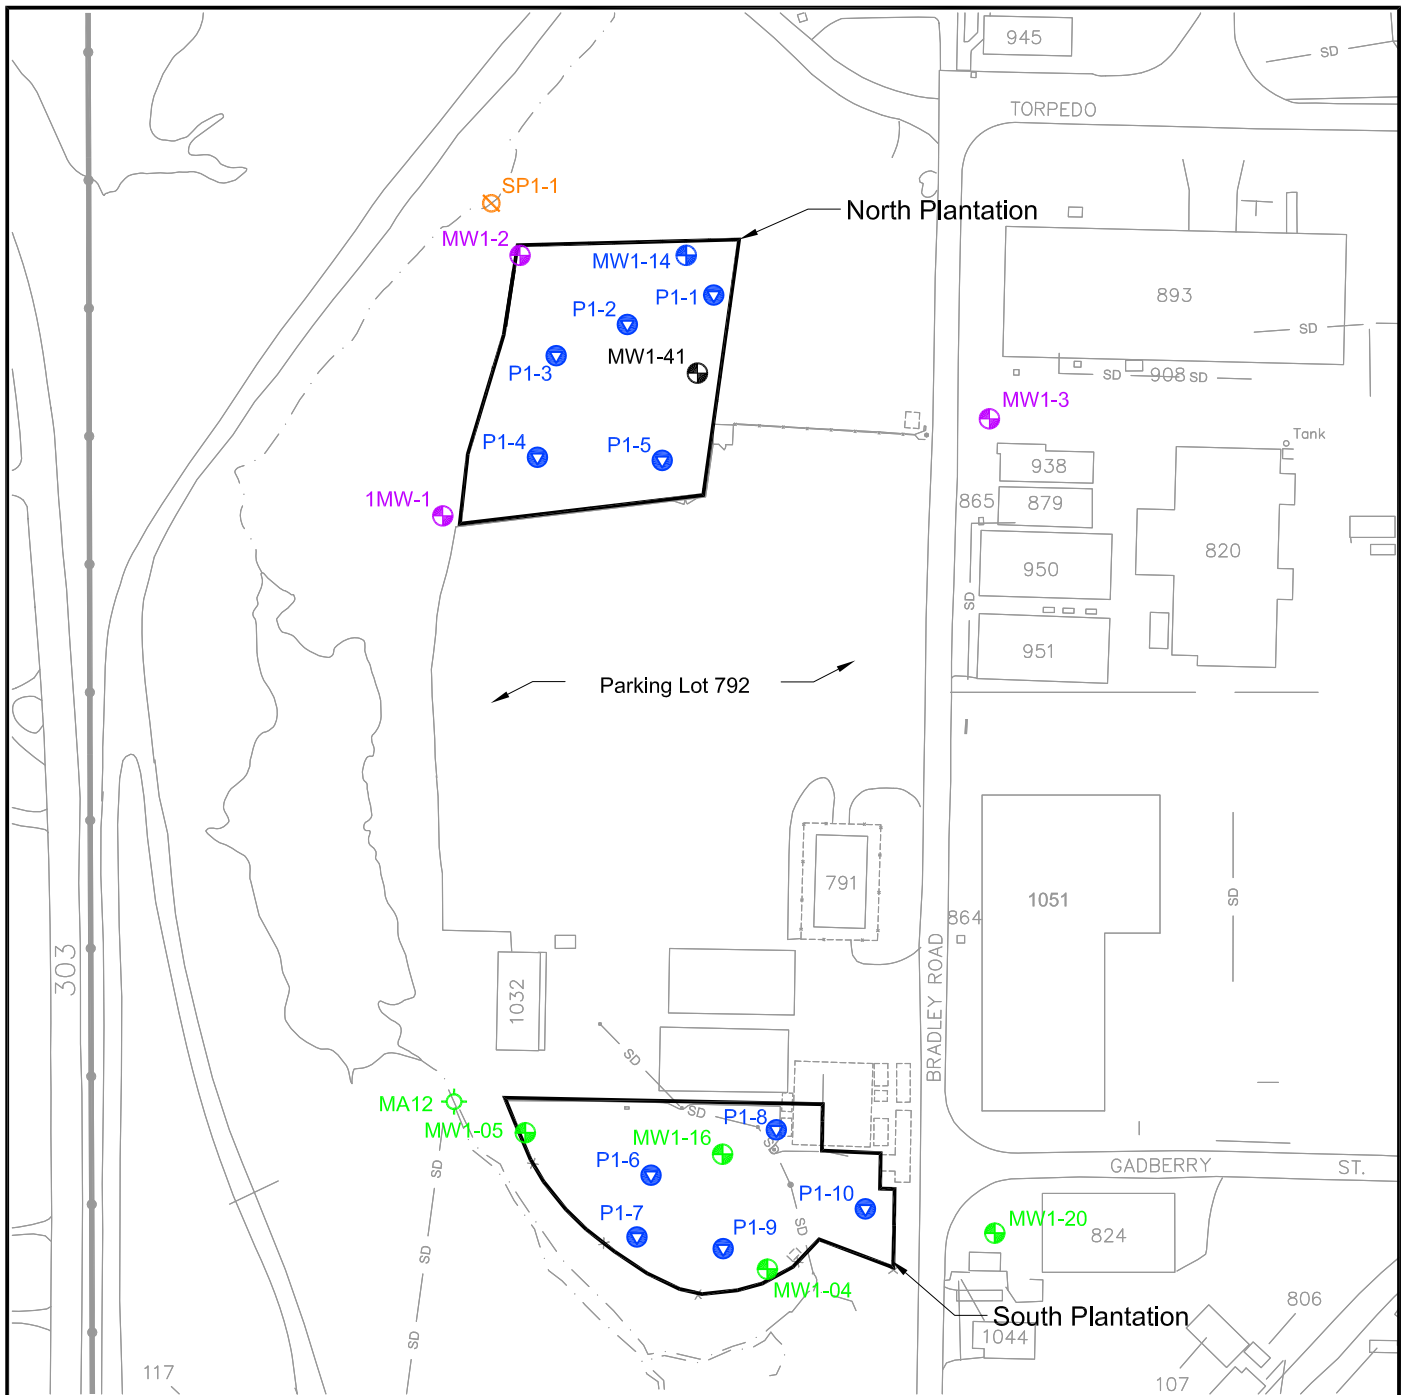 945
SD
TORPEDO
SP1-1
North Plantation
MW1-2
MW1-14
P1-1
893
P1-2
SD
MW1-41
P1-3
SD
908
SD
MW1-3
Tank
P1-4
P1-5
938
1MW-1
865
879
820
950
SD
951
Parking Lot 792
791
1051
SD
864
303
1032
BRADLEY ROAD
SD
MA12
SD
P1-8
MW1-05
MW1-16
SD
GADBERRY
ST.
P1-6
P1-10
P1-7
P1-9
SD
MW1-20
824
SD
MW1-04
806
South Plantation
1044
SD
117
107